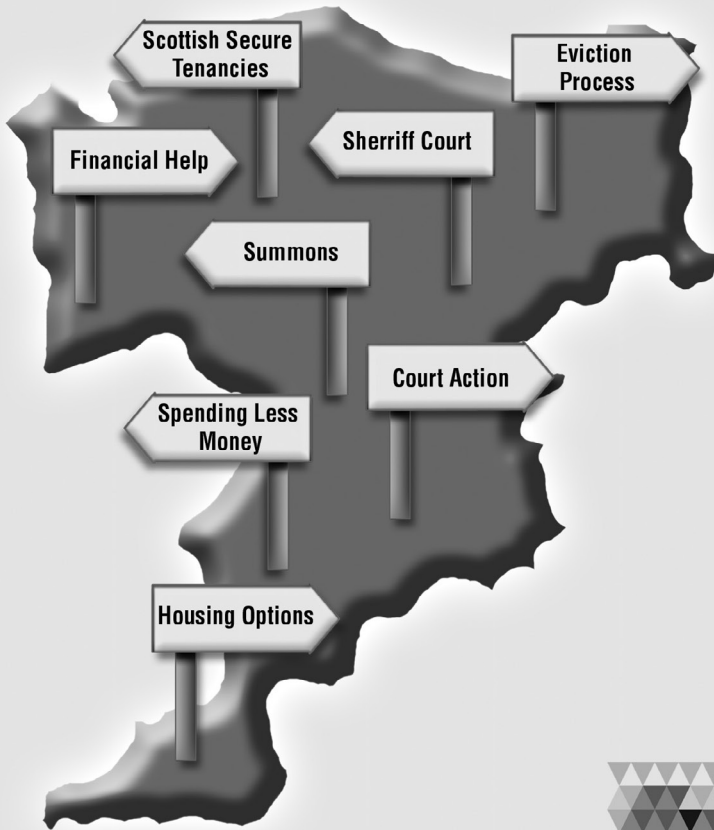 Scottish Secure
Tenancies
Eviction
Process
Financial Help
Sherriff Court
Summons
Court Action
Spending Less
Money
Housing Options